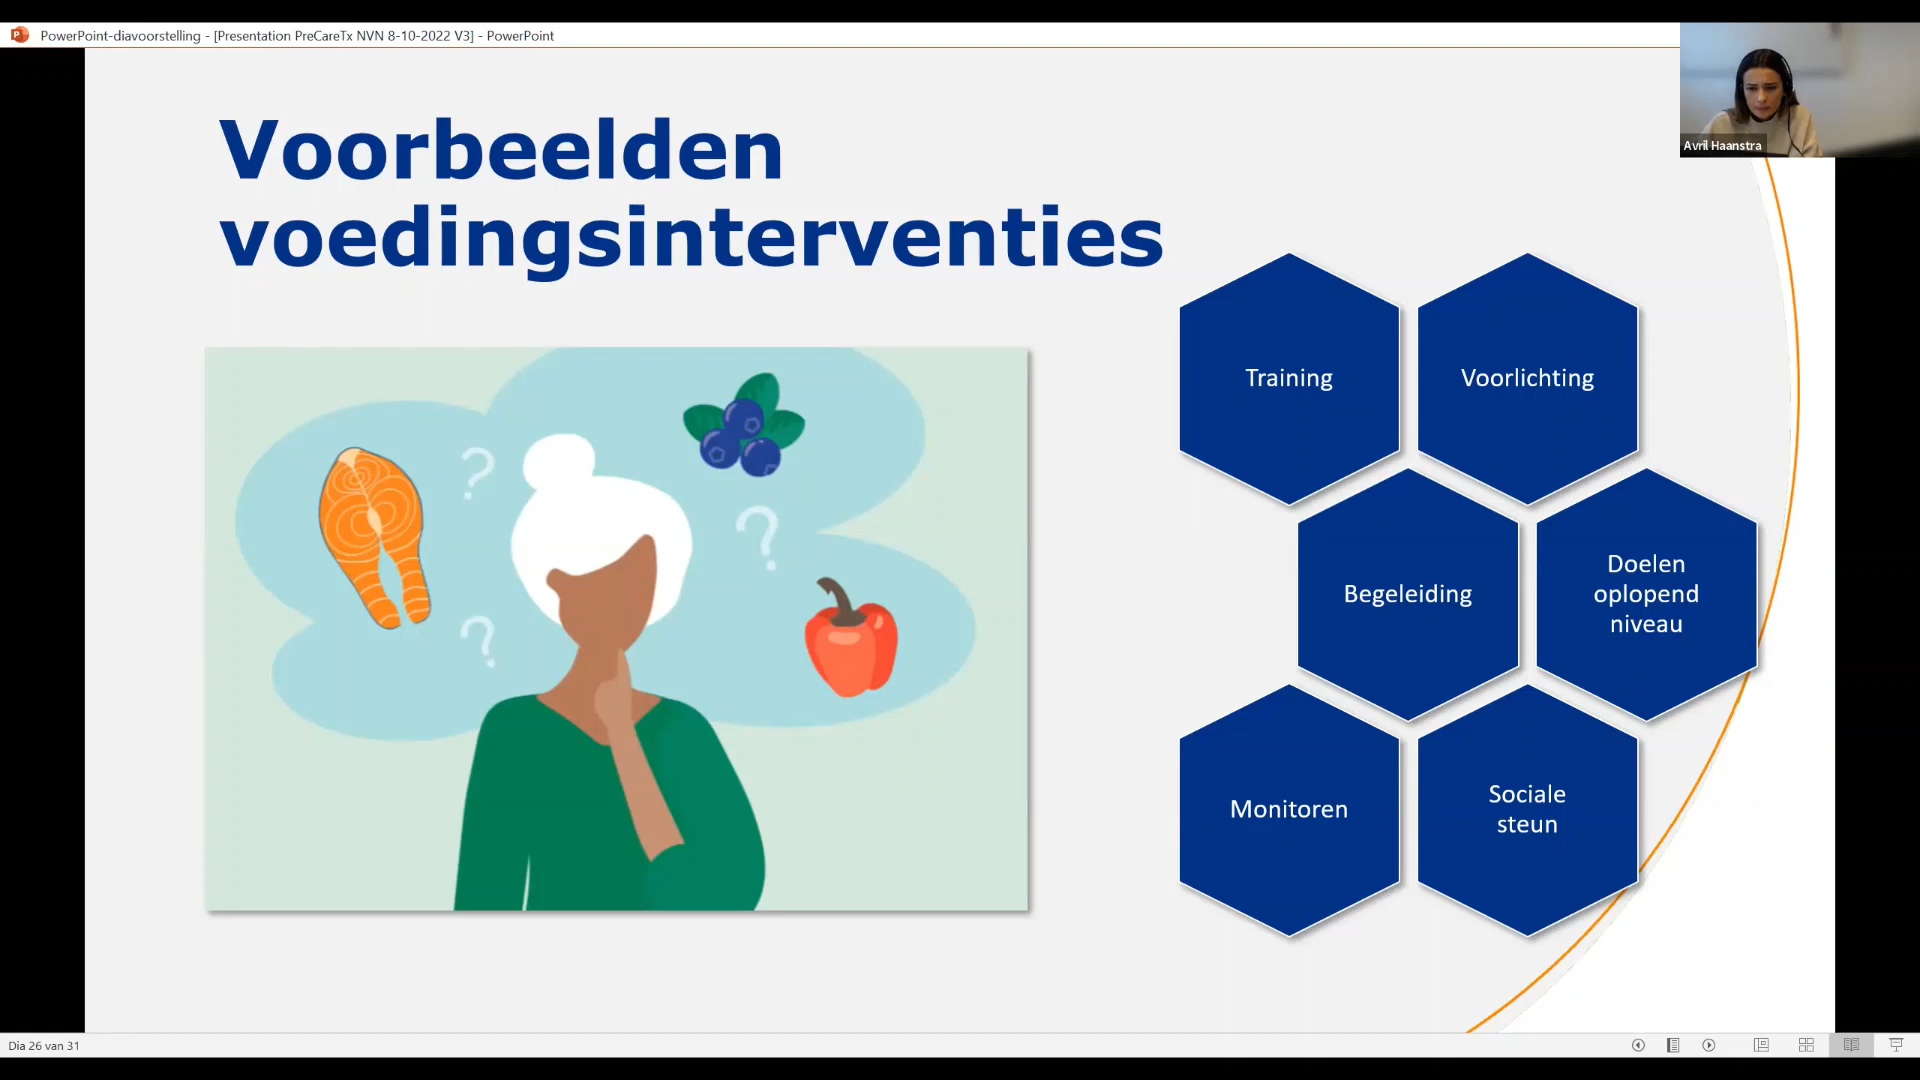 PowerPoint-diavoorstelling - [Presentation PreCareTx NVN 8-10-2022 V3] - PowerPoint
Avril Haanstra
Voorbeelden
voedingsinterventies
? 
?
?
Training
Voorlichting
Begeleiding
Doelen
oplopend
niveau
Monitoren
Sociale
steun
Dia 26 van 31